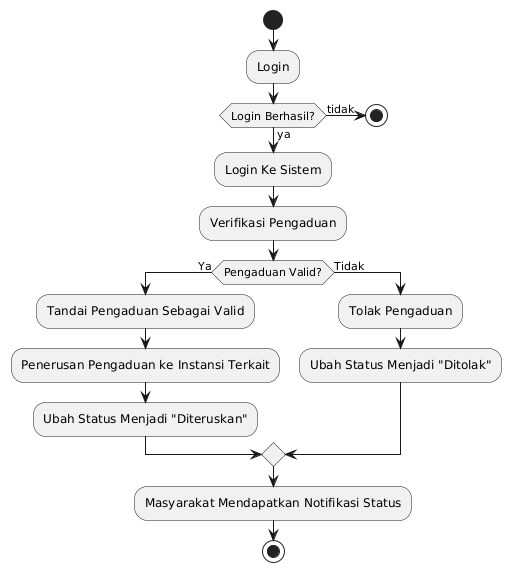 Login
Login Berhasil?
tidak
ya
Login Ke Sistem
Verifikasi Pengaduan
Ya
Pengaduan Valid?
Tidak
Tandai Pengaduan Sebagai Valid
Tolak Pengaduan
Penerusan Pengaduan ke Instansi Terkait
Ubah Status Menjadi "Ditolak"
Ubah Status Menjadi "Diteruskan"
Masyarakat Mendapatkan Notifikasi Status